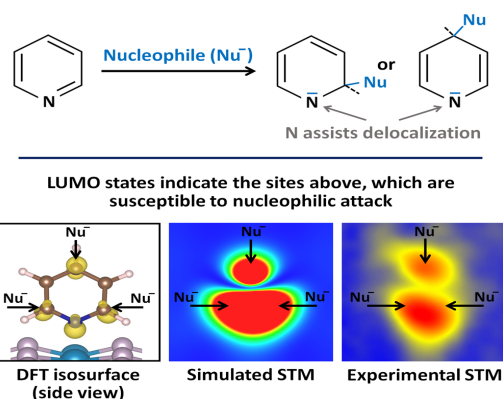 Nucleophile (Nu⁻)
N
N̄
Nu
or
Nu
N̄
N assists delocalization
LUMO states indicate the sites above, which are
susceptible to nucleophilic attack
Nu⁻
Nu⁻ Nu⁻
Nu⁻
Nu⁻ Nu⁻
Nu⁻
Nu⁻ Nu⁻
DFT isosurface
(side view)
Simulated STM
Experimental STM